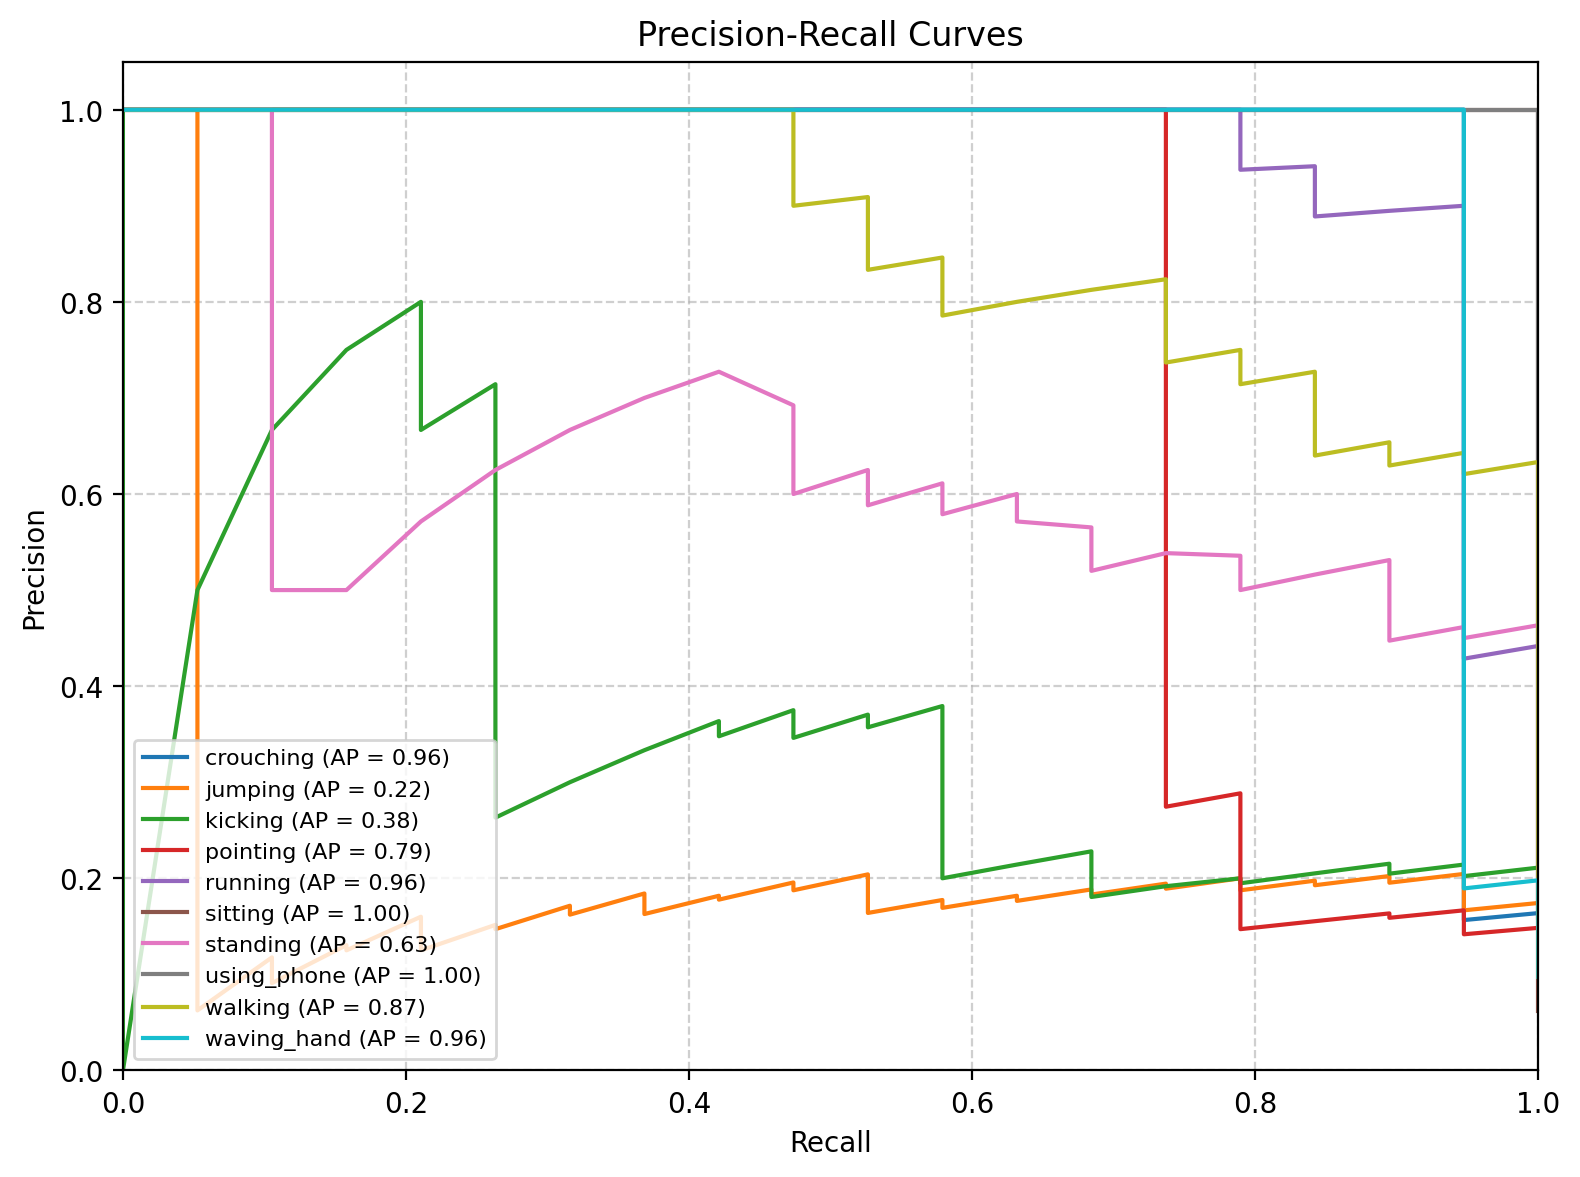 Precision-Recall Curves
Precision
1.0
0.8
0.6
0.4
0.2
0.0
crouching (AP = 0.96)
jumping (AP = 0.22)
kicking (AP = 0.38)
pointing (AP = 0.79)
running (AP = 0.96)
sitting (AP = 1.00)
standing (AP = 0.63)
using_phone (AP = 1.00)
walking (AP = 0.87)
waving_hand (AP = 0.96)
0.0 0.2 0.4 0.6 0.8 1.0
Recall